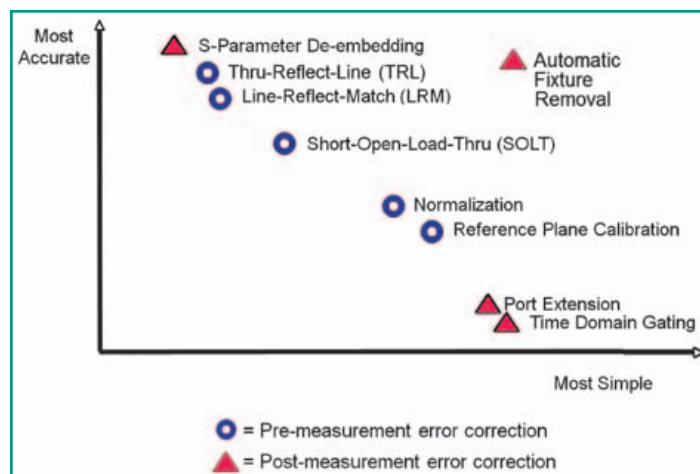 Most
Accurate
S-Parameter De-embedding
Thru-Reflect-Line (TRL)
Line-Reflect-Match (LRM)
Automatic
Fixture
Removal
Short-Open-Load-Thru (SOLT)
Normalization
Reference Plane Calibration
Port Extension
Time Domain Gating
Most Simple
= Pre-measurement error correction
= Post-measurement error correction